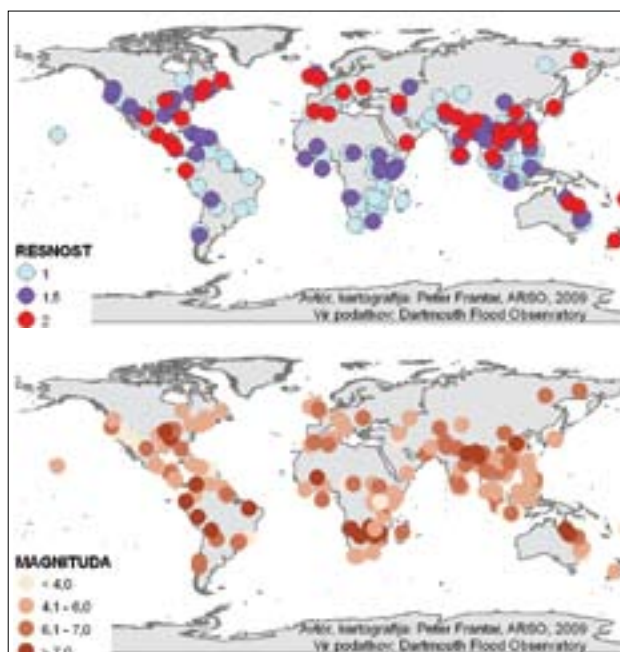 RESNOST
1
1,5
2
Avtor, kartografija: Peter Frantar, ARSO, 2009
Vir podatkov: Dartmouth Flood Observatory
MAGNITUDA
< 4,0
4,1 - 6,0
6,1 - 7,0
> 7,0
Avtor, kartografija: Peter Frantar, ARSO, 2009
Vir podatkov: Dartmouth Flood Observatory